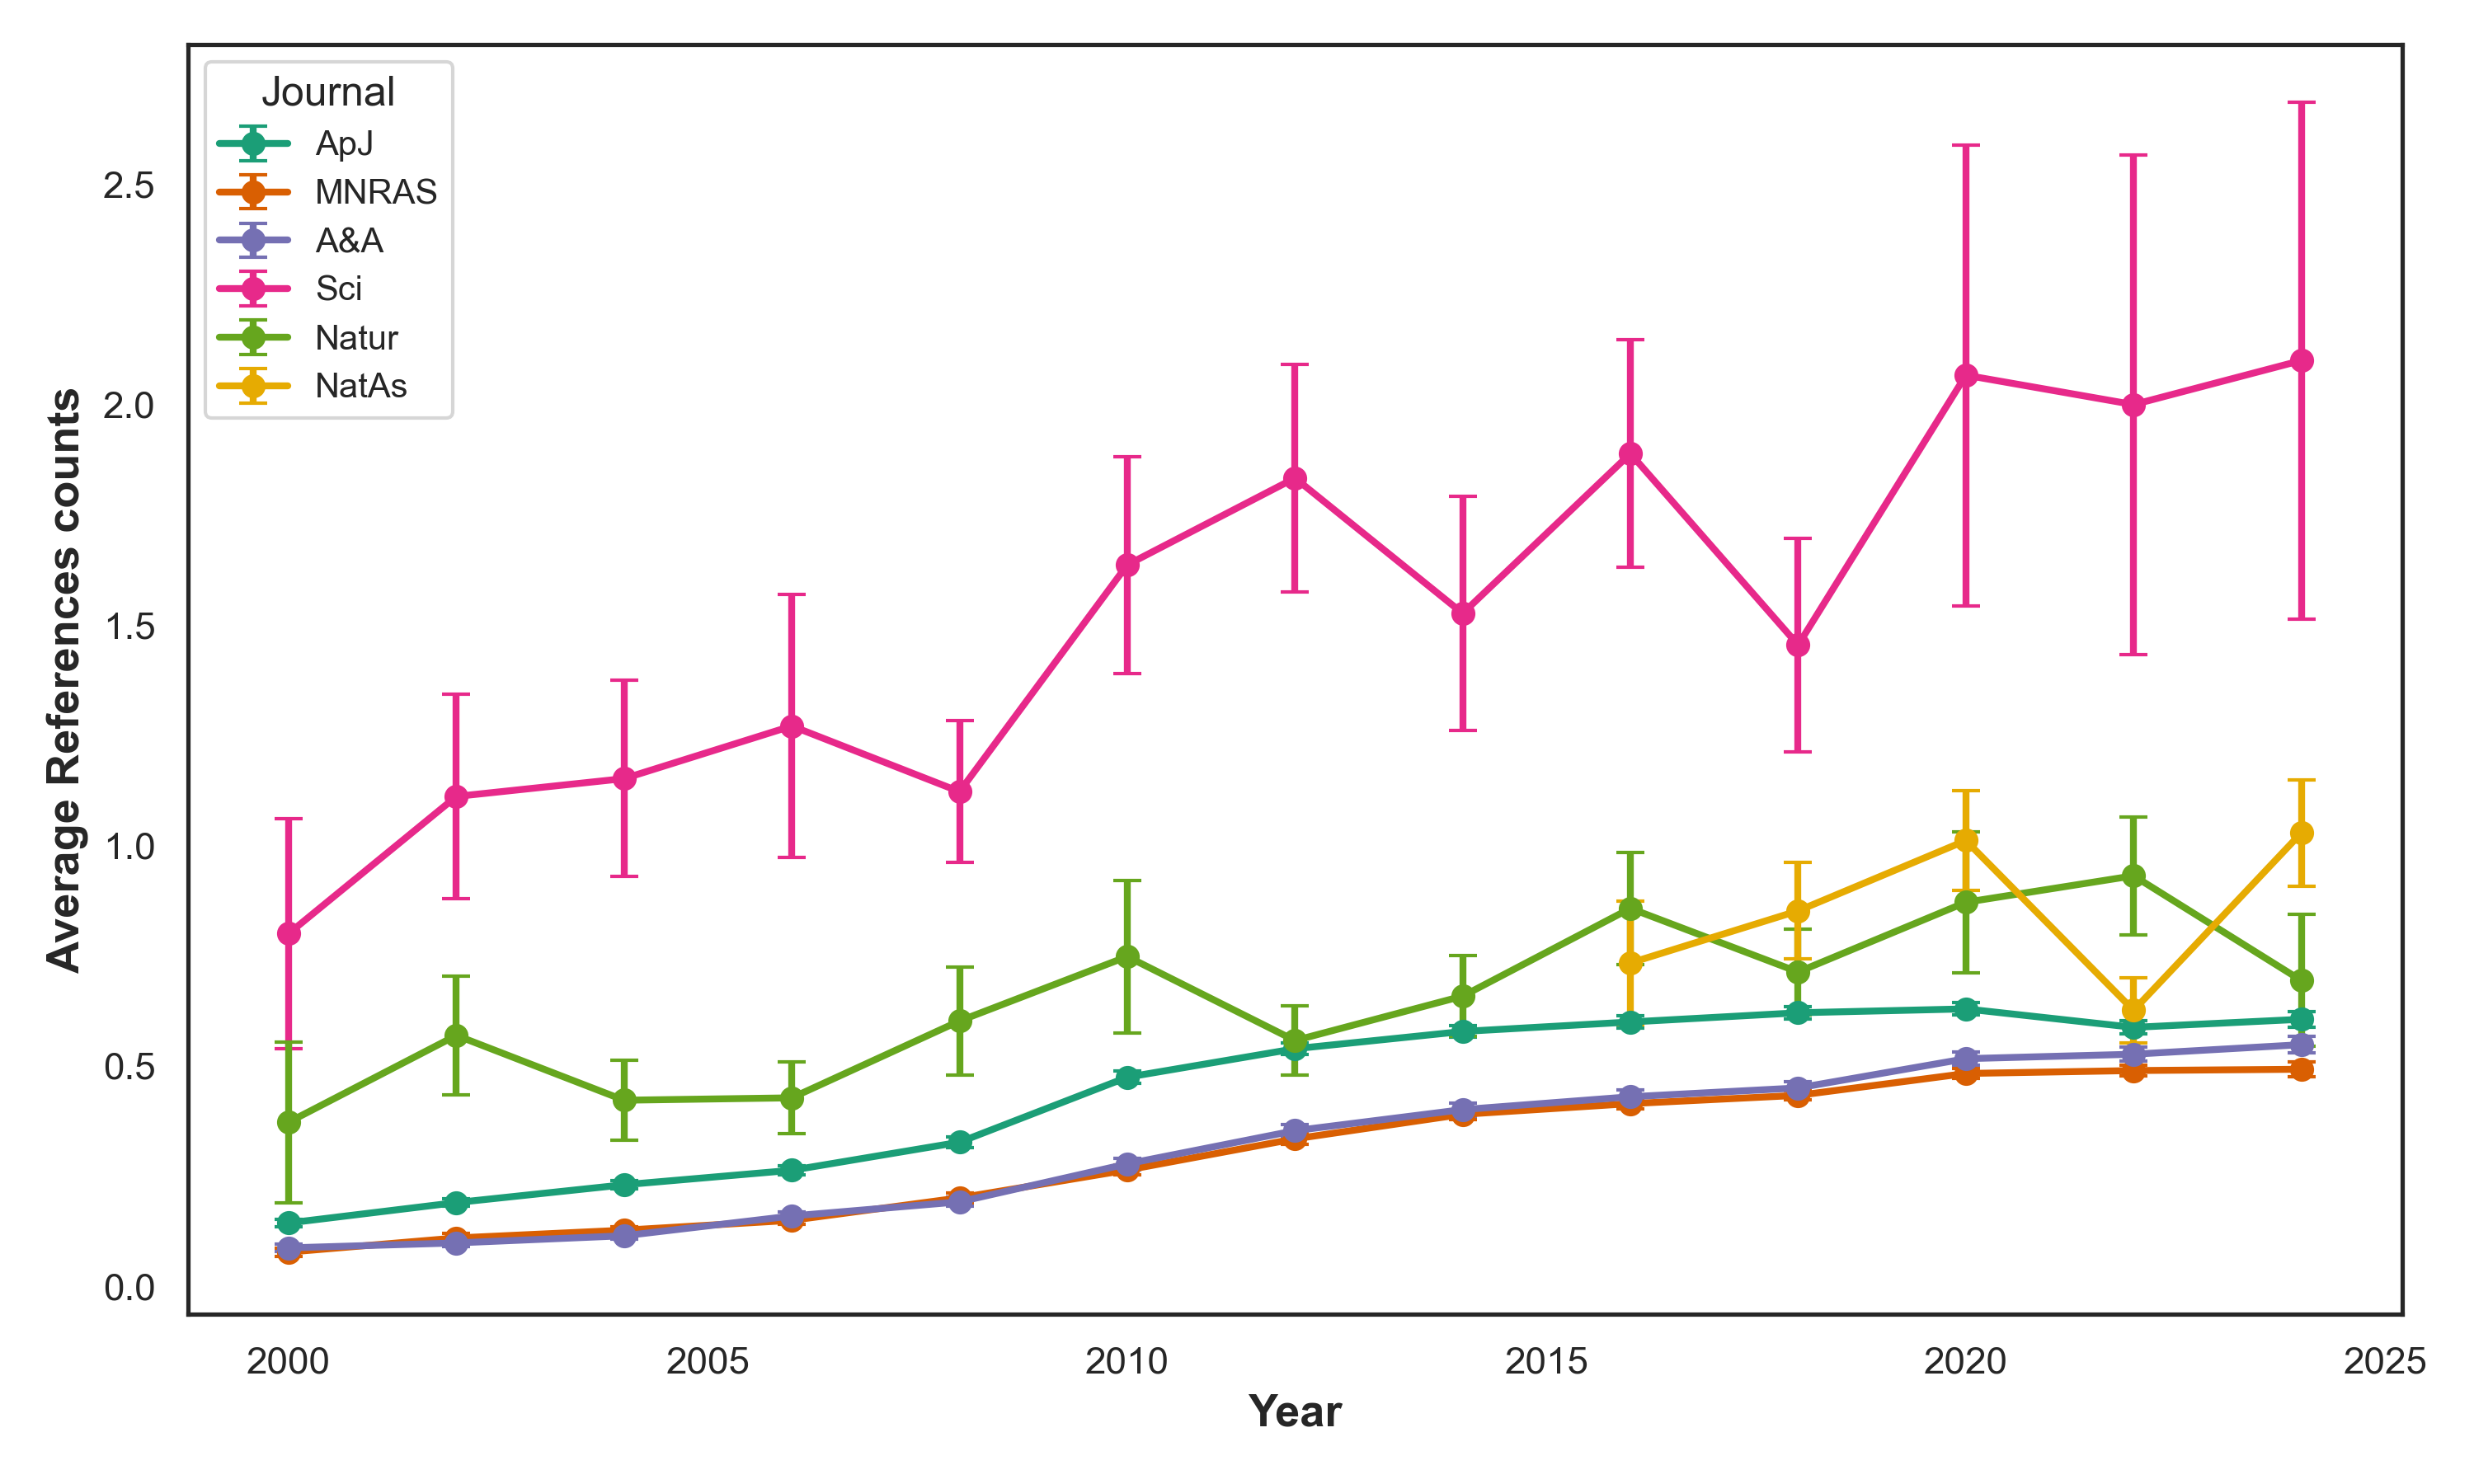 Journal
ApJ
MNRAS
A&A
Sci
Natur
NatAs
Average References counts
2.5
2.0
1.5
1.0
0.5
0.0
2000 2005 2010 2015 2020 2025
Year